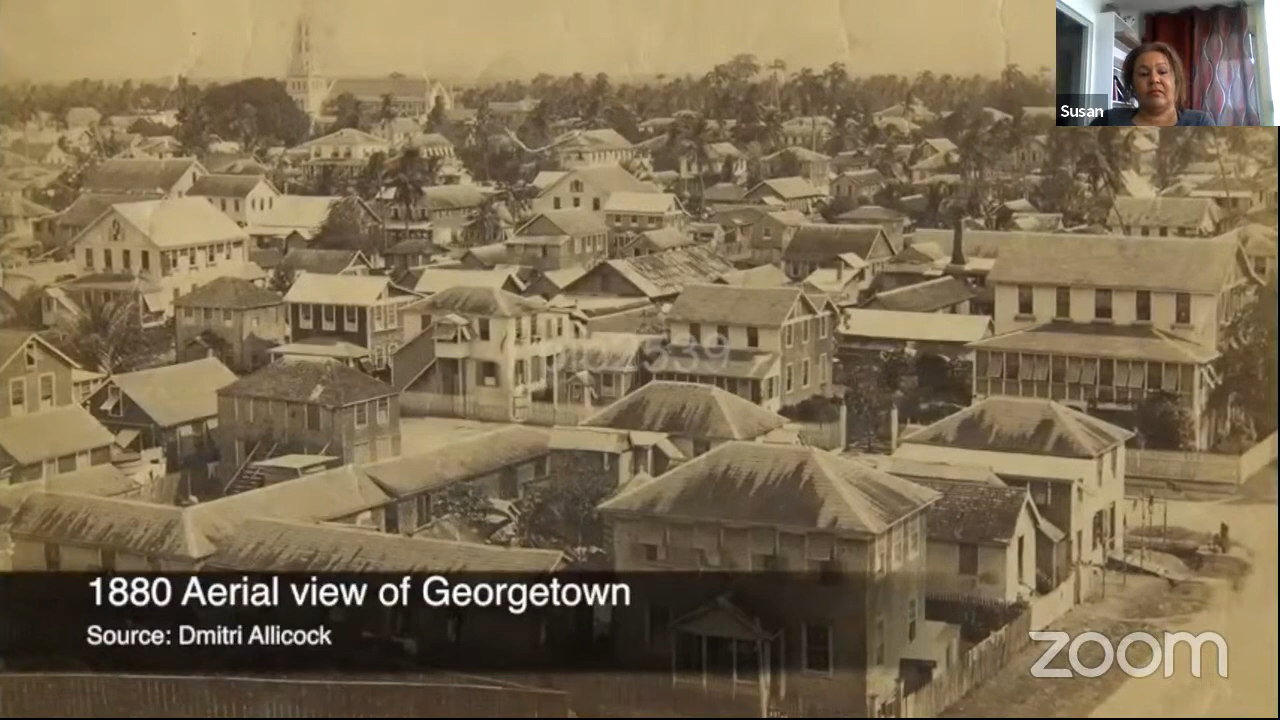 Susan
1880 Aerial view of Georgetown
Source: Dmitri Allicock
zoom